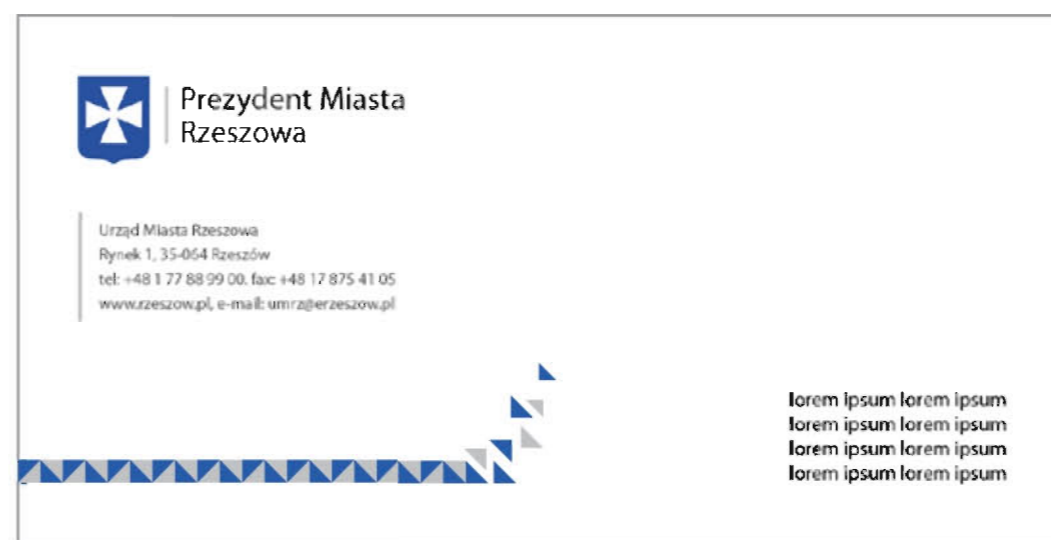 Prezydent Miasta
Rzeszowa
Urząd Miasta Rzeszowa
Rynek 1, 35-064 Rzeszów
tel: +48 1 77 88 99 00. fax: +48 17 875 41 05
www.rzeszow.pl, e-mail: umrz@erzeszow.pl
lorem ipsum lorem ipsum
lorem ipsum lorem ipsum
lorem ipsum lorem ipsum
lorem ipsum lorem ipsum